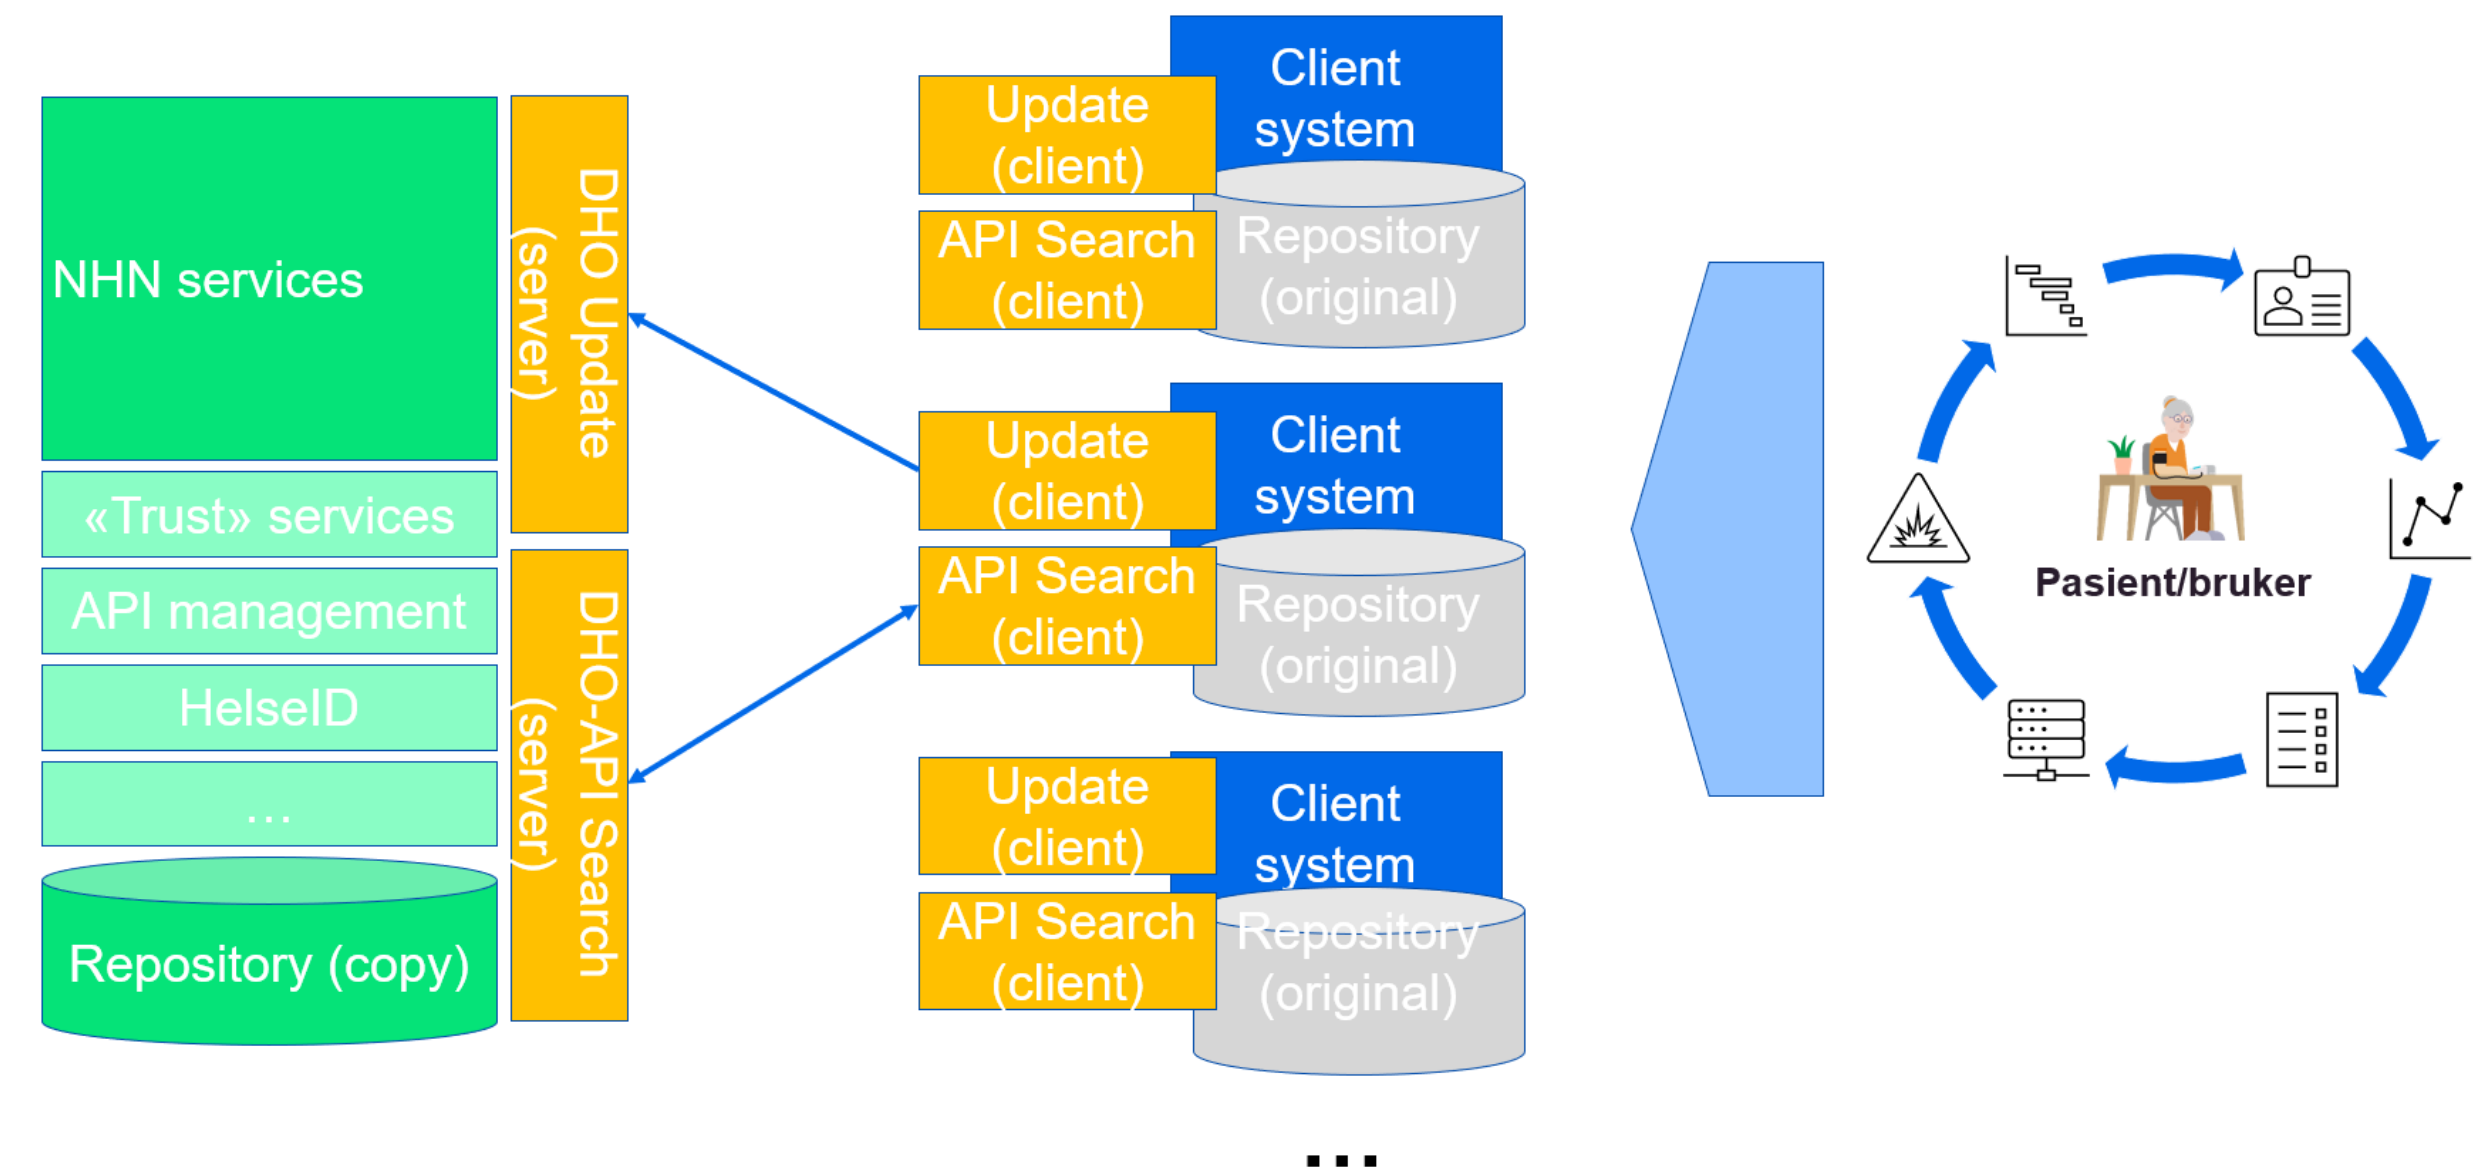 NHN services
«Trust» services
API management
HelseID
...
Repository (copy)
DHO Update
(server)
DHO-API Search
(server)
Update
(client)
API Search
(client)
Client
system
Repository
(original)
Update
(client)
API Search
(client)
Client
system
Repository
(original)
Update
(client)
API Search
(client)
Client
system
Repository
(original)
...
Pasient/bruker